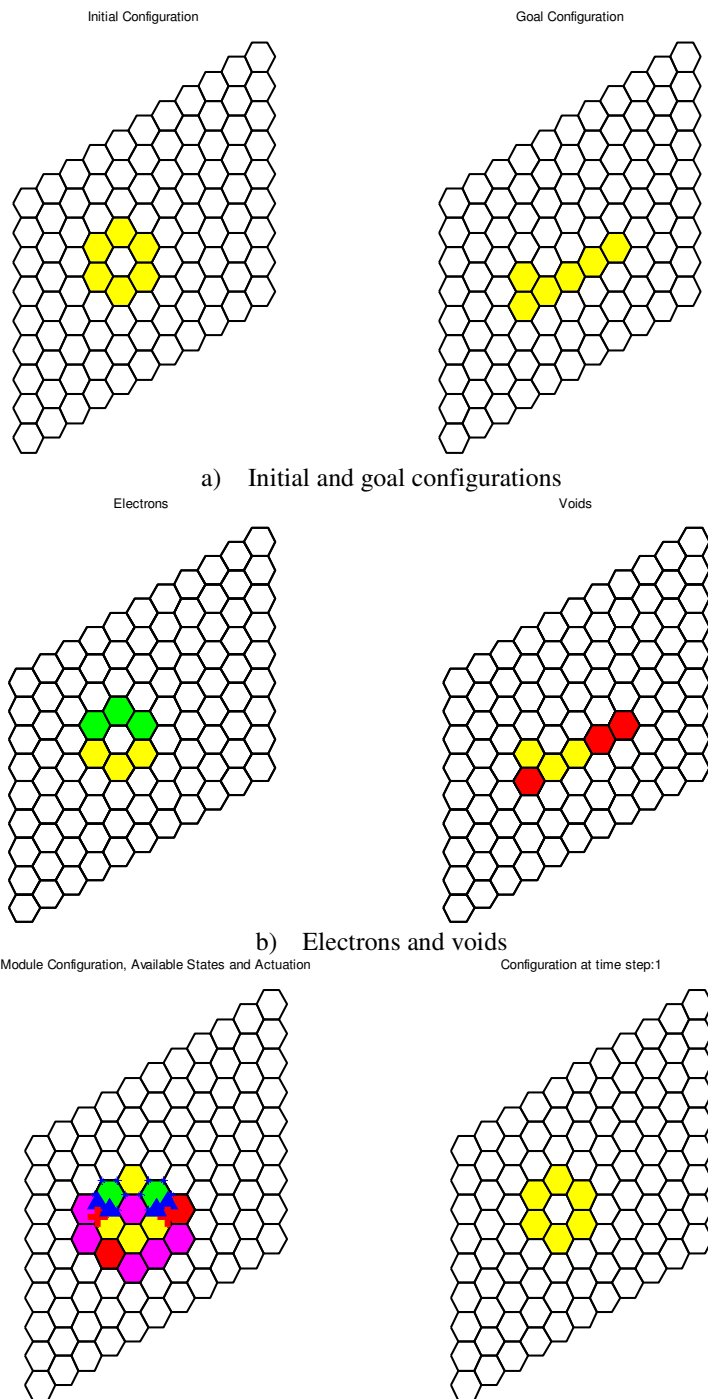 Initial Configuration
Goal Configuration
a) Initial and goal configurations
Electrons
Voids
b) Electrons and voids
Module Configuration, Available States and Actuation
Configuration at time step:1